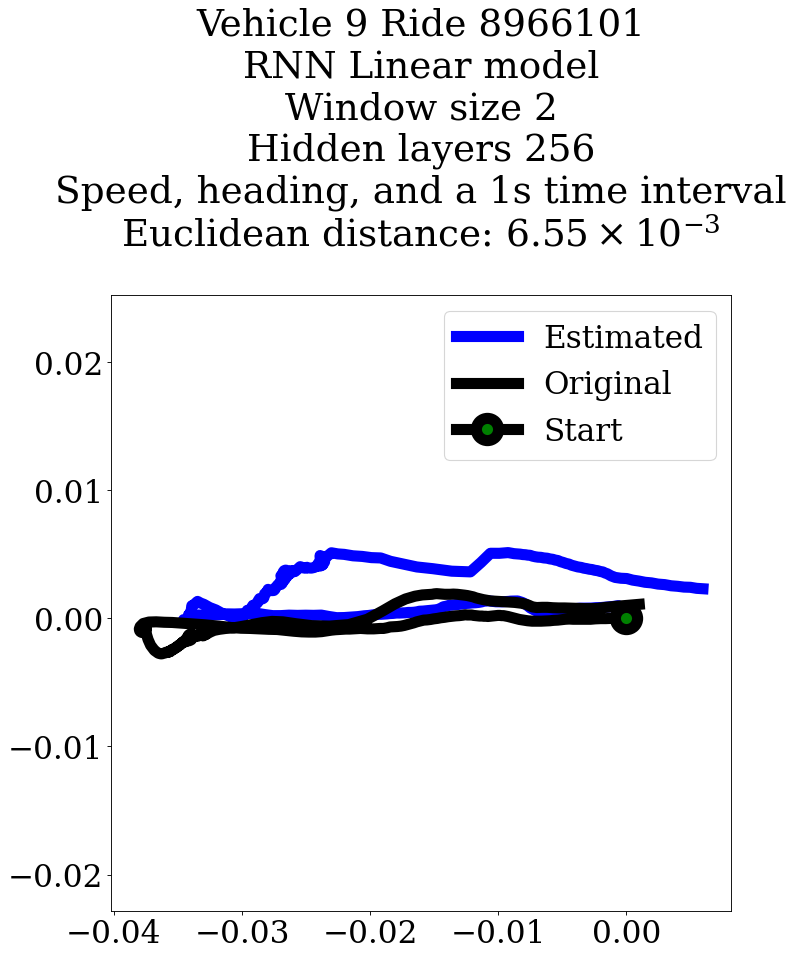 Vehicle 9 Ride 8966101
RNN Linear model
Window size 2
Hidden layers 256
Speed, heading, and a 1s time interval
Euclidean distance: 6.55 × 10⁻³
Estimated
Original
Start
0.02
0.01
0.00
−0.01
−0.02
−0.04 −0.03 −0.02 −0.01 0.00